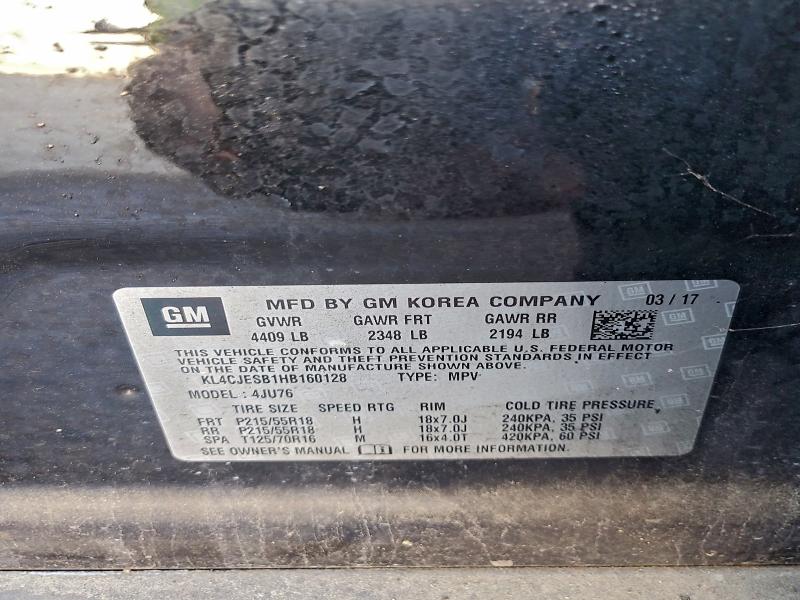 GM MFD BY GM KOREA COMPANY 03 / 17
GVWR GAWR FRT GAWR RR
4409 LB 2348 LB 2194 LB
THIS VEHICLE CONFORMS TO ALL APPLICABLE U.S. FEDERAL MOTOR
VEHICLE SAFETY AND THEFT PREVENTION STANDARDS IN EFFECT
ON THE DATE OF MANUFACTURE SHOWN ABOVE.
KL4CJESB1HB160128 TYPE: MPV
MODEL : 4JU76
TIRE SIZE SPEED RTG RIM COLD TIRE PRESSURE
FRT P215/55R18 H 18x7.0J 240KPA, 35 PSI
RR P215/55R18 H 18x7.0J 240KPA, 35 PSI
SPA T125/70R16 M 16x4.0T 420KPA, 60 PSI
SEE OWNER'S MANUAL FOR MORE INFORMATION.